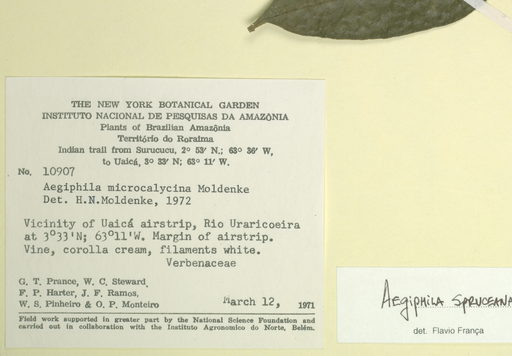 THE NEW YORK BOTANICAL GARDEN
INSTITUTO NACIONAL DE PESQUISAS DA AMAZÔNIA
Plants of Brazilian Amazônia
Território do Roraima
Indian trail from Surucucu, 2° 53' N.; 63° 36' W,
to Uaicá, 3° 33' N; 63° 11' W.
No. 10907
Aegiphila microcalycina Moldenke
Det. H.N.Moldenke, 1972
Vicinity of Uaicá airstrip, Rio Uraricoeira
at 3°33'N; 63°11'W. Margin of airstrip.
Vine, corolla cream, filaments white.
Verbenaceae
G. T. Prance, W. C. Steward,
F. P. Harter, J. F. Ramos,
W. S. Pinheiro & O. P. Monteiro March 12, 1971
Field work supported in greater part by the National Science Foundation and
carried out in collaboration with the Instituto Agronomico do Norte, Belém.
Aegiphila spruceana
det. Flavio França